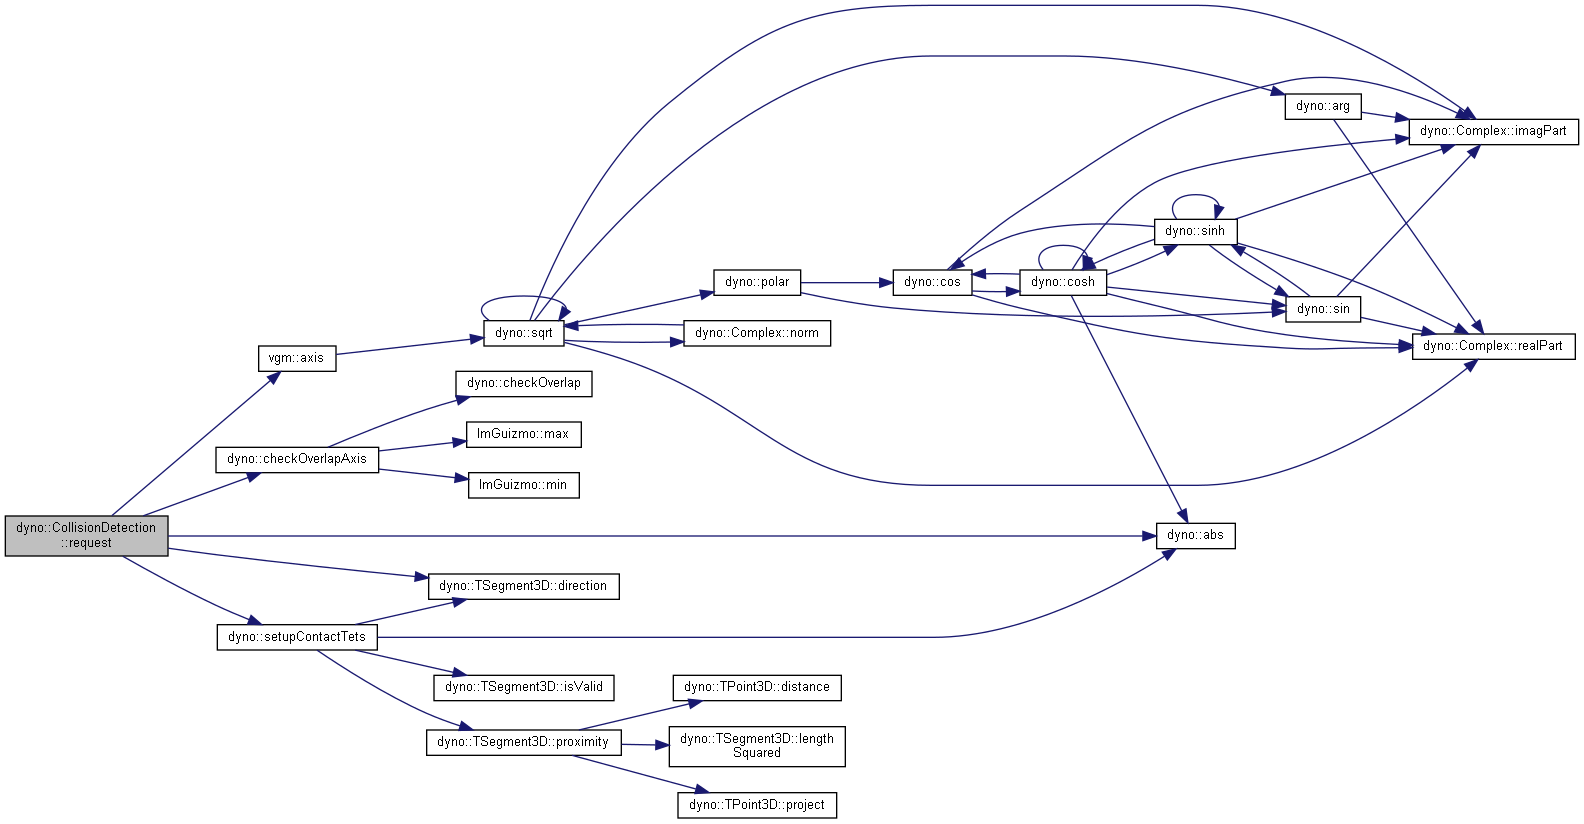 dyno::arg
dyno::Complex::imagPart
dyno::sinh
dyno::polar
dyno::cos
dyno::cosh
dyno::sin
dyno::sqrt
dyno::Complex::norm
dyno::Complex::realPart
vgm::axis
dyno::checkOverlap
ImGuizmo::max
dyno::checkOverlapAxis
ImGuizmo::min
dyno::CollisionDetection
::request
dyno::abs
dyno::TSegment3D::direction
dyno::setupContactTets
dyno::TSegment3D::isValid
dyno::TPoint3D::distance
dyno::TSegment3D::proximity
dyno::TSegment3D::length
Squared
dyno::TPoint3D::project